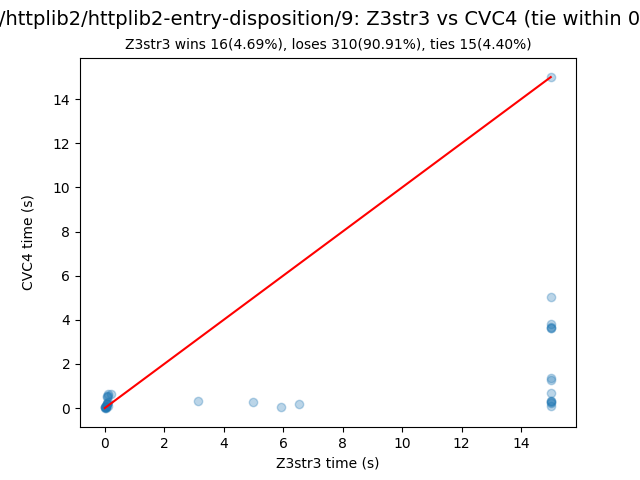 /httplib2/httplib2-entry-disposition/9: Z3str3 vs CVC4 (tie within 0
Z3str3 wins 16(4.69%), loses 310(90.91%), ties 15(4.40%)
14
12
10
8
6
4
2
0
CVC4 time (s)
0 2 4 6 8 10 12 14
Z3str3 time (s)